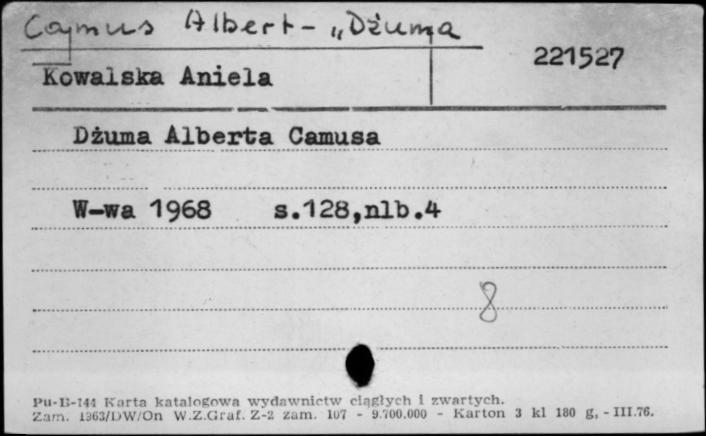 Camus Albert - „Dżuma
221527
Kowalska Aniela
Dżuma Alberta Camusa
W-wa 1968 s.128,nlb.4
8
Pu-B-144 Karta katalogowa wydawnictw ciągłych i zwartych.
Zam. 1363/DW/On W.Z.Graf. Z-2 zam. 107 - 9.700.000 - Karton 3 kl 180 g, - III.76.